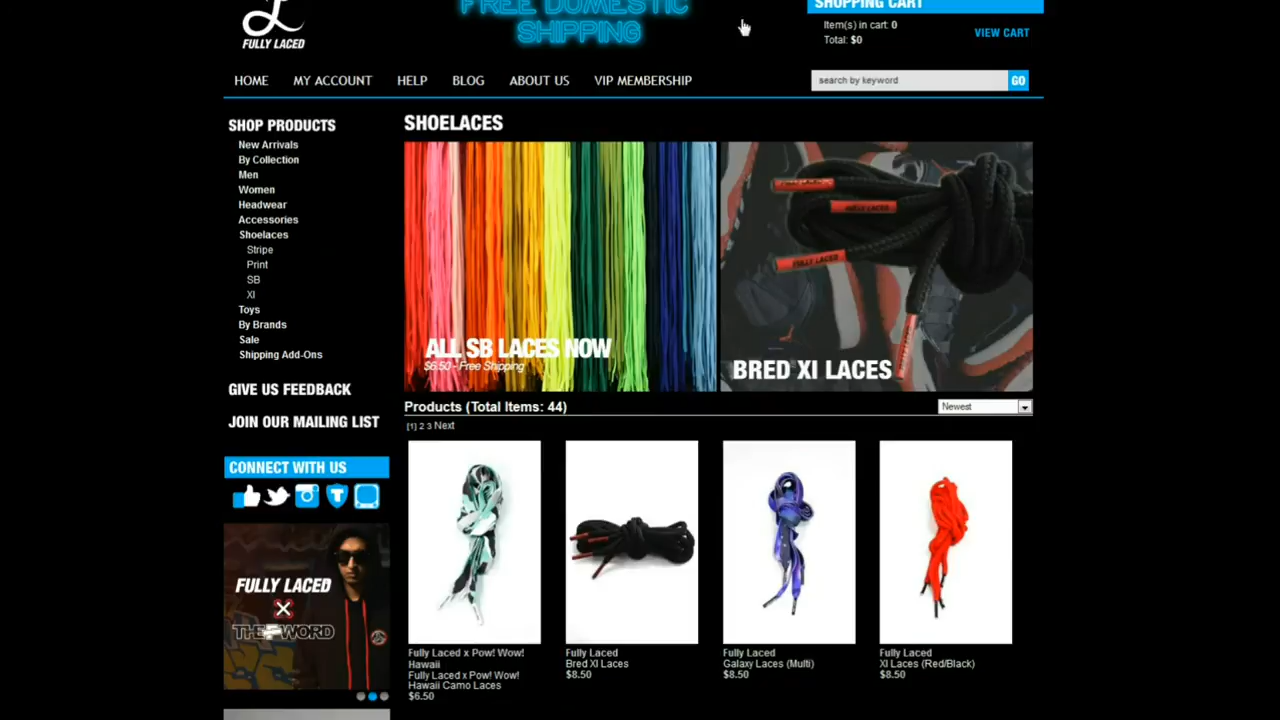 FREE DOMESTIC
SHIPPING
SHOPPING CART
FULLY LACED
Item(s) in cart: 0
Total: $0
VIEW CART
HOME
MY ACCOUNT
HELP
BLOG
ABOUT US
VIP MEMBERSHIP
search by keyword
GO
SHOP PRODUCTS
New Arrivals
By Collection
Men
Women
Headwear
Accessories
Shoelaces
Stripe
Print
SB
XI
Toys
By Brands
Sale
Shipping Add-Ons
GIVE US FEEDBACK
JOIN OUR MAILING LIST
CONNECT WITH US
T
FULLY LACED
X
SHOELACES
ALL SB LACES NOW
$6.50 - Free Shipping
FULLY LACED
FULLY LACED
BRED XI LACES
Products (Total Items: 44)
Newest
[1] 2 3 Next
Fully Laced x Pow! Wow!
Hawaii
Fully Laced x Pow! Wow!
Hawaii Camo Laces
$6.50
Fully Laced
Bred XI Laces
$8.50
Fully Laced
Galaxy Laces (Multi)
$8.50
Fully Laced
XI Laces (Red/Black)
$8.50